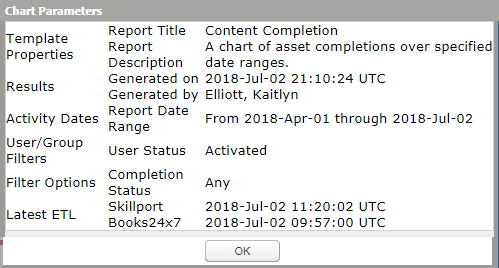 Chart Parameters
Template Properties
Report Title Content Completion
Report Description A chart of asset completions over specified date ranges.
Results
Generated on 2018-Jul-02 21:10:24 UTC
Generated by Elliott, Kaitlyn
Activity Dates Report Date Range From 2018-Apr-01 through 2018-Jul-02
User/Group Filters User Status Activated
Filter Options Completion Status Any
Latest ETL
Skillport 2018-Jul-02 11:20:02 UTC
Books24x7 2018-Jul-02 09:57:00 UTC
OK